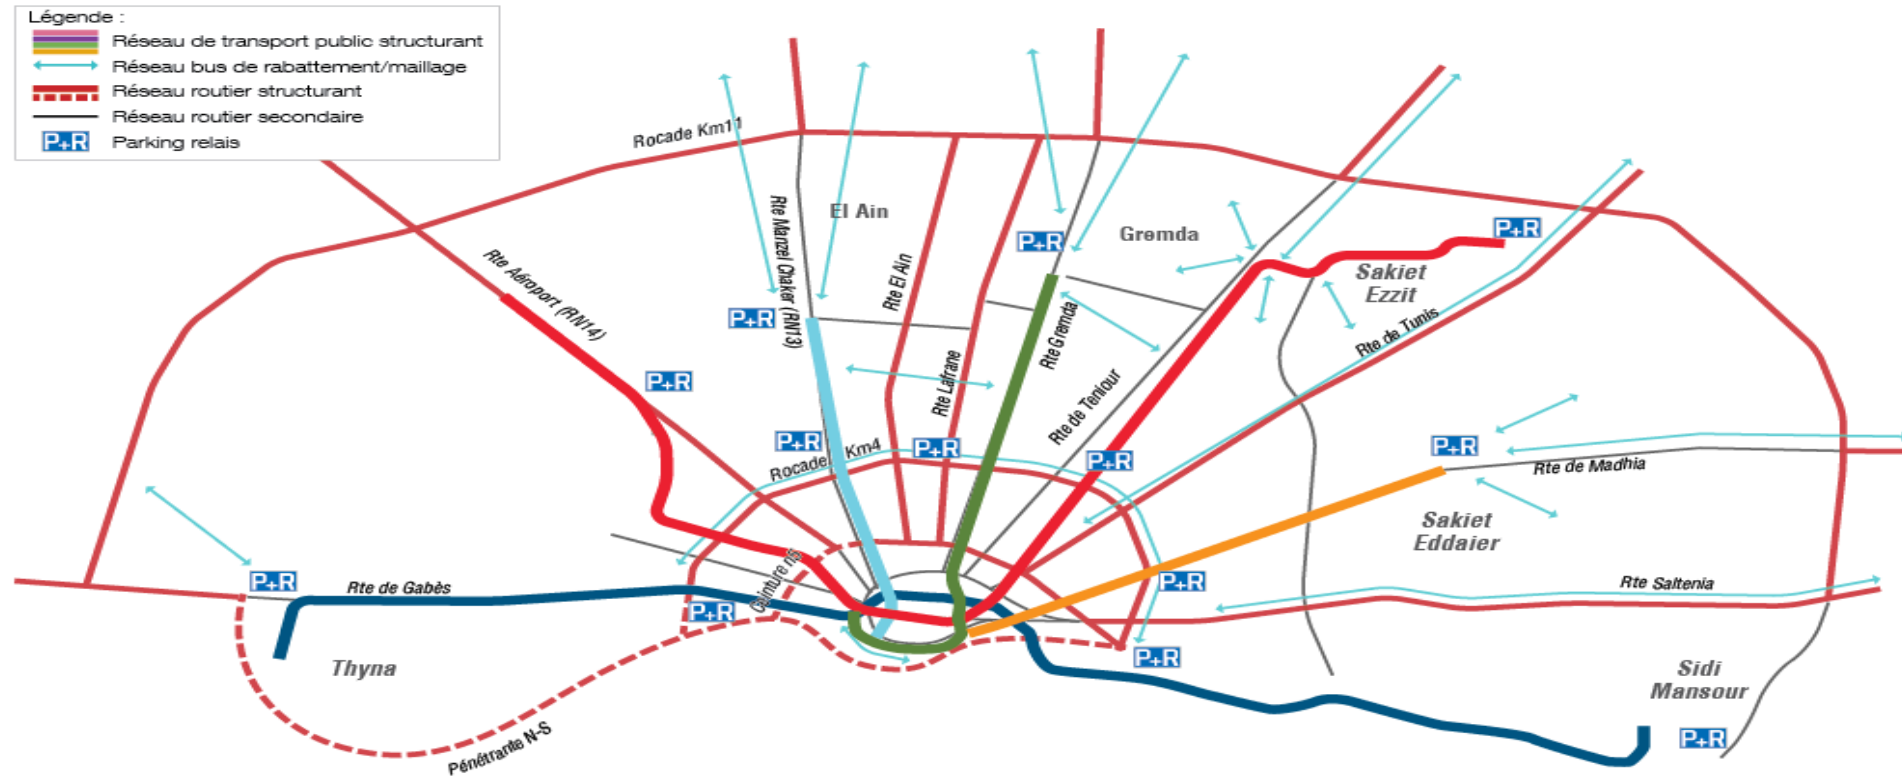 Légende :
Réseau de transport public structurant
Réseau bus de rabattement/maillage
Réseau routier structurant
Réseau routier secondaire
P+R Parking relais
Rocade Km11
Rte Manzel Chaker (RN13)
El Ain
Gremda
P+R
P+R
Rte Aéroport (RN14)
Rte El Ain
Sakiet
Ezzit
P+R
Rte Gremda
Rte de Tunis
P+R
Rte Lafrane
Rte de Teniour
P+R
Rocade Km4
P+R
P+R
P+R
Rte de Madhia
Sakiet
Eddaier
P+R
Rte de Gabès
Ceinture n°5
P+R
Rte Saltenia
P+R
Thyna
P+R
Sidi
Mansour
P+R
Pénétrante N-S